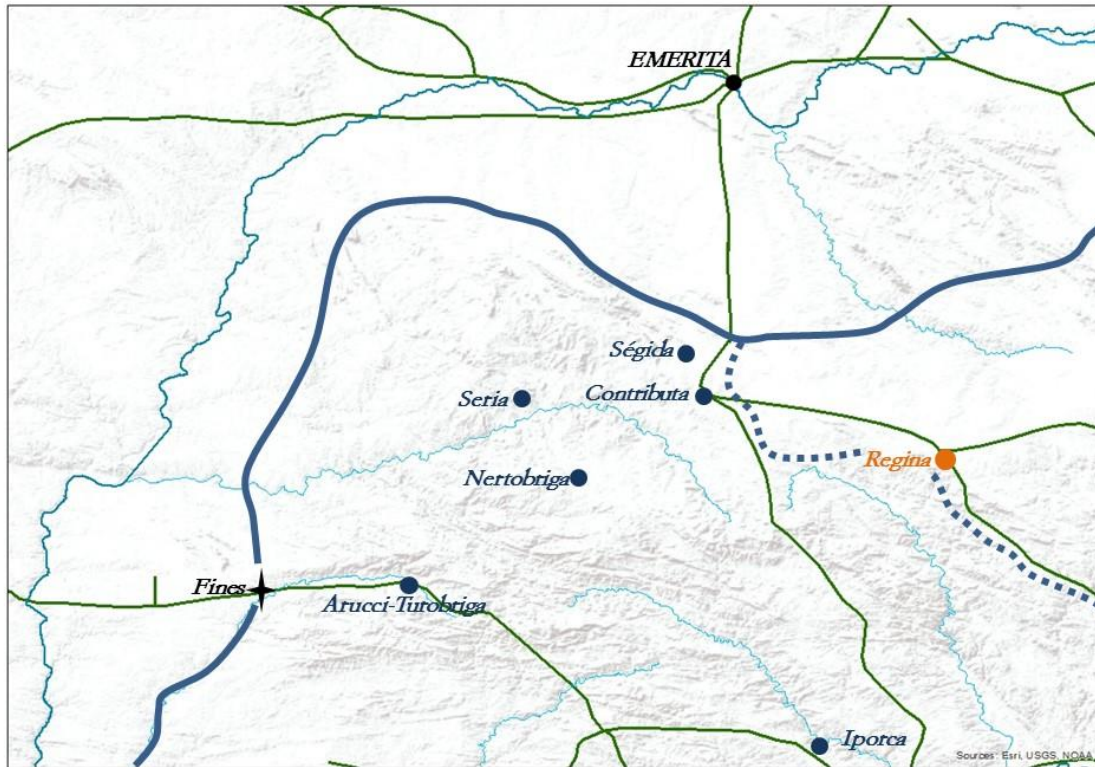 EMERITA
Ségida
Contributa
Seria
Regina
Nertobriga
Fines
Arucci-Turobriga
Iporca
Sources: Esri, USGS, NOAA